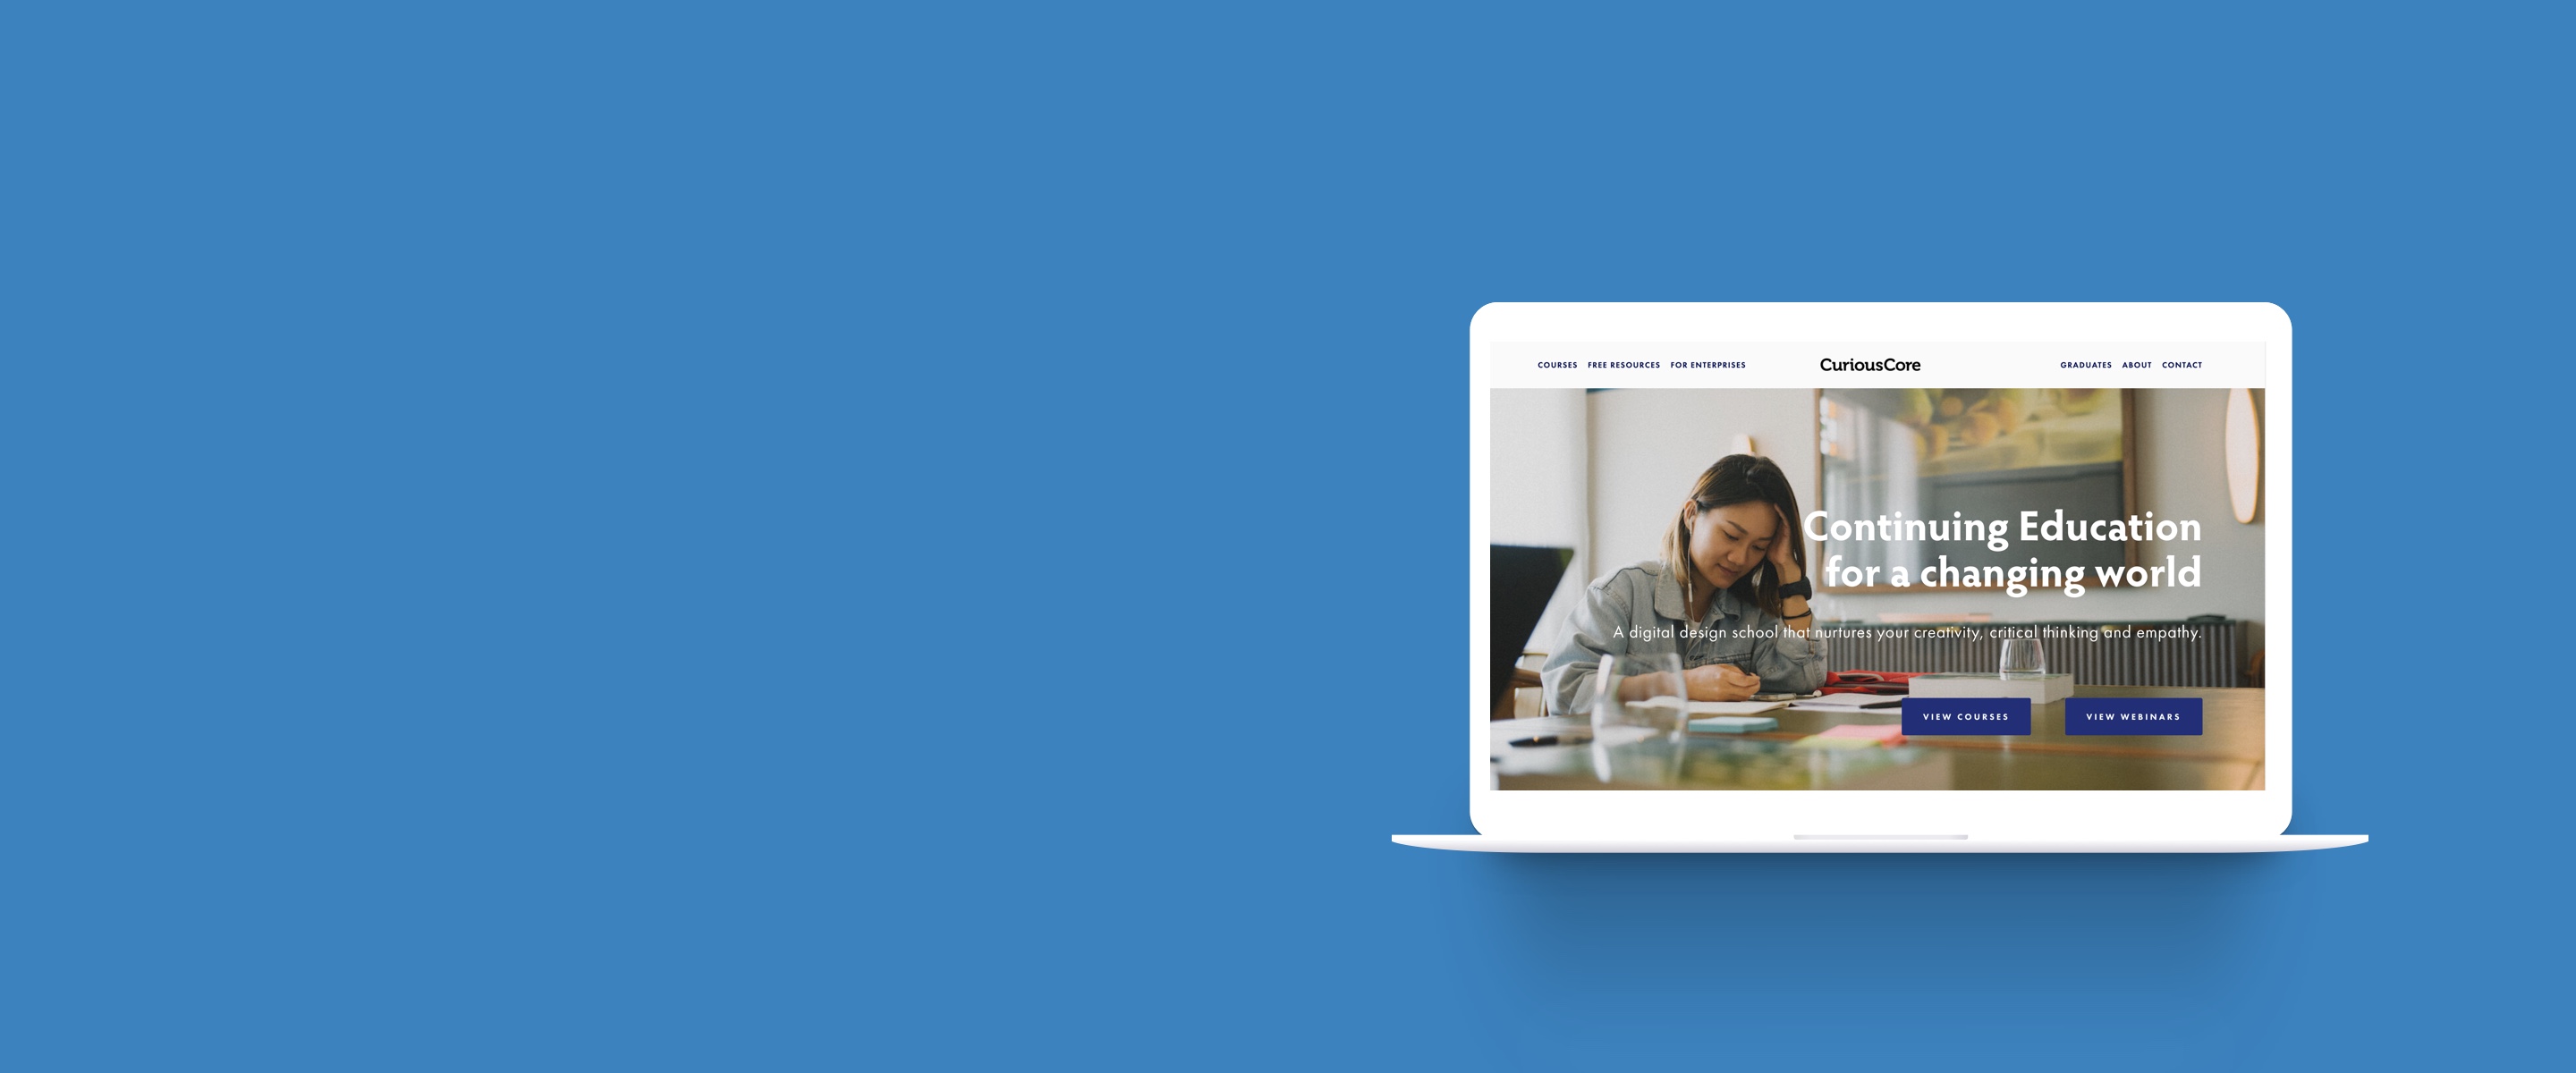 COURSES FREE RESOURCES FOR ENTERPRISES CuriousCore GRADUATES ABOUT CONTACT
Continuing Education
for a changing world
A digital design school that nurtures your creativity, critical thinking and empathy.
VIEW COURSES VIEW WEBINARS